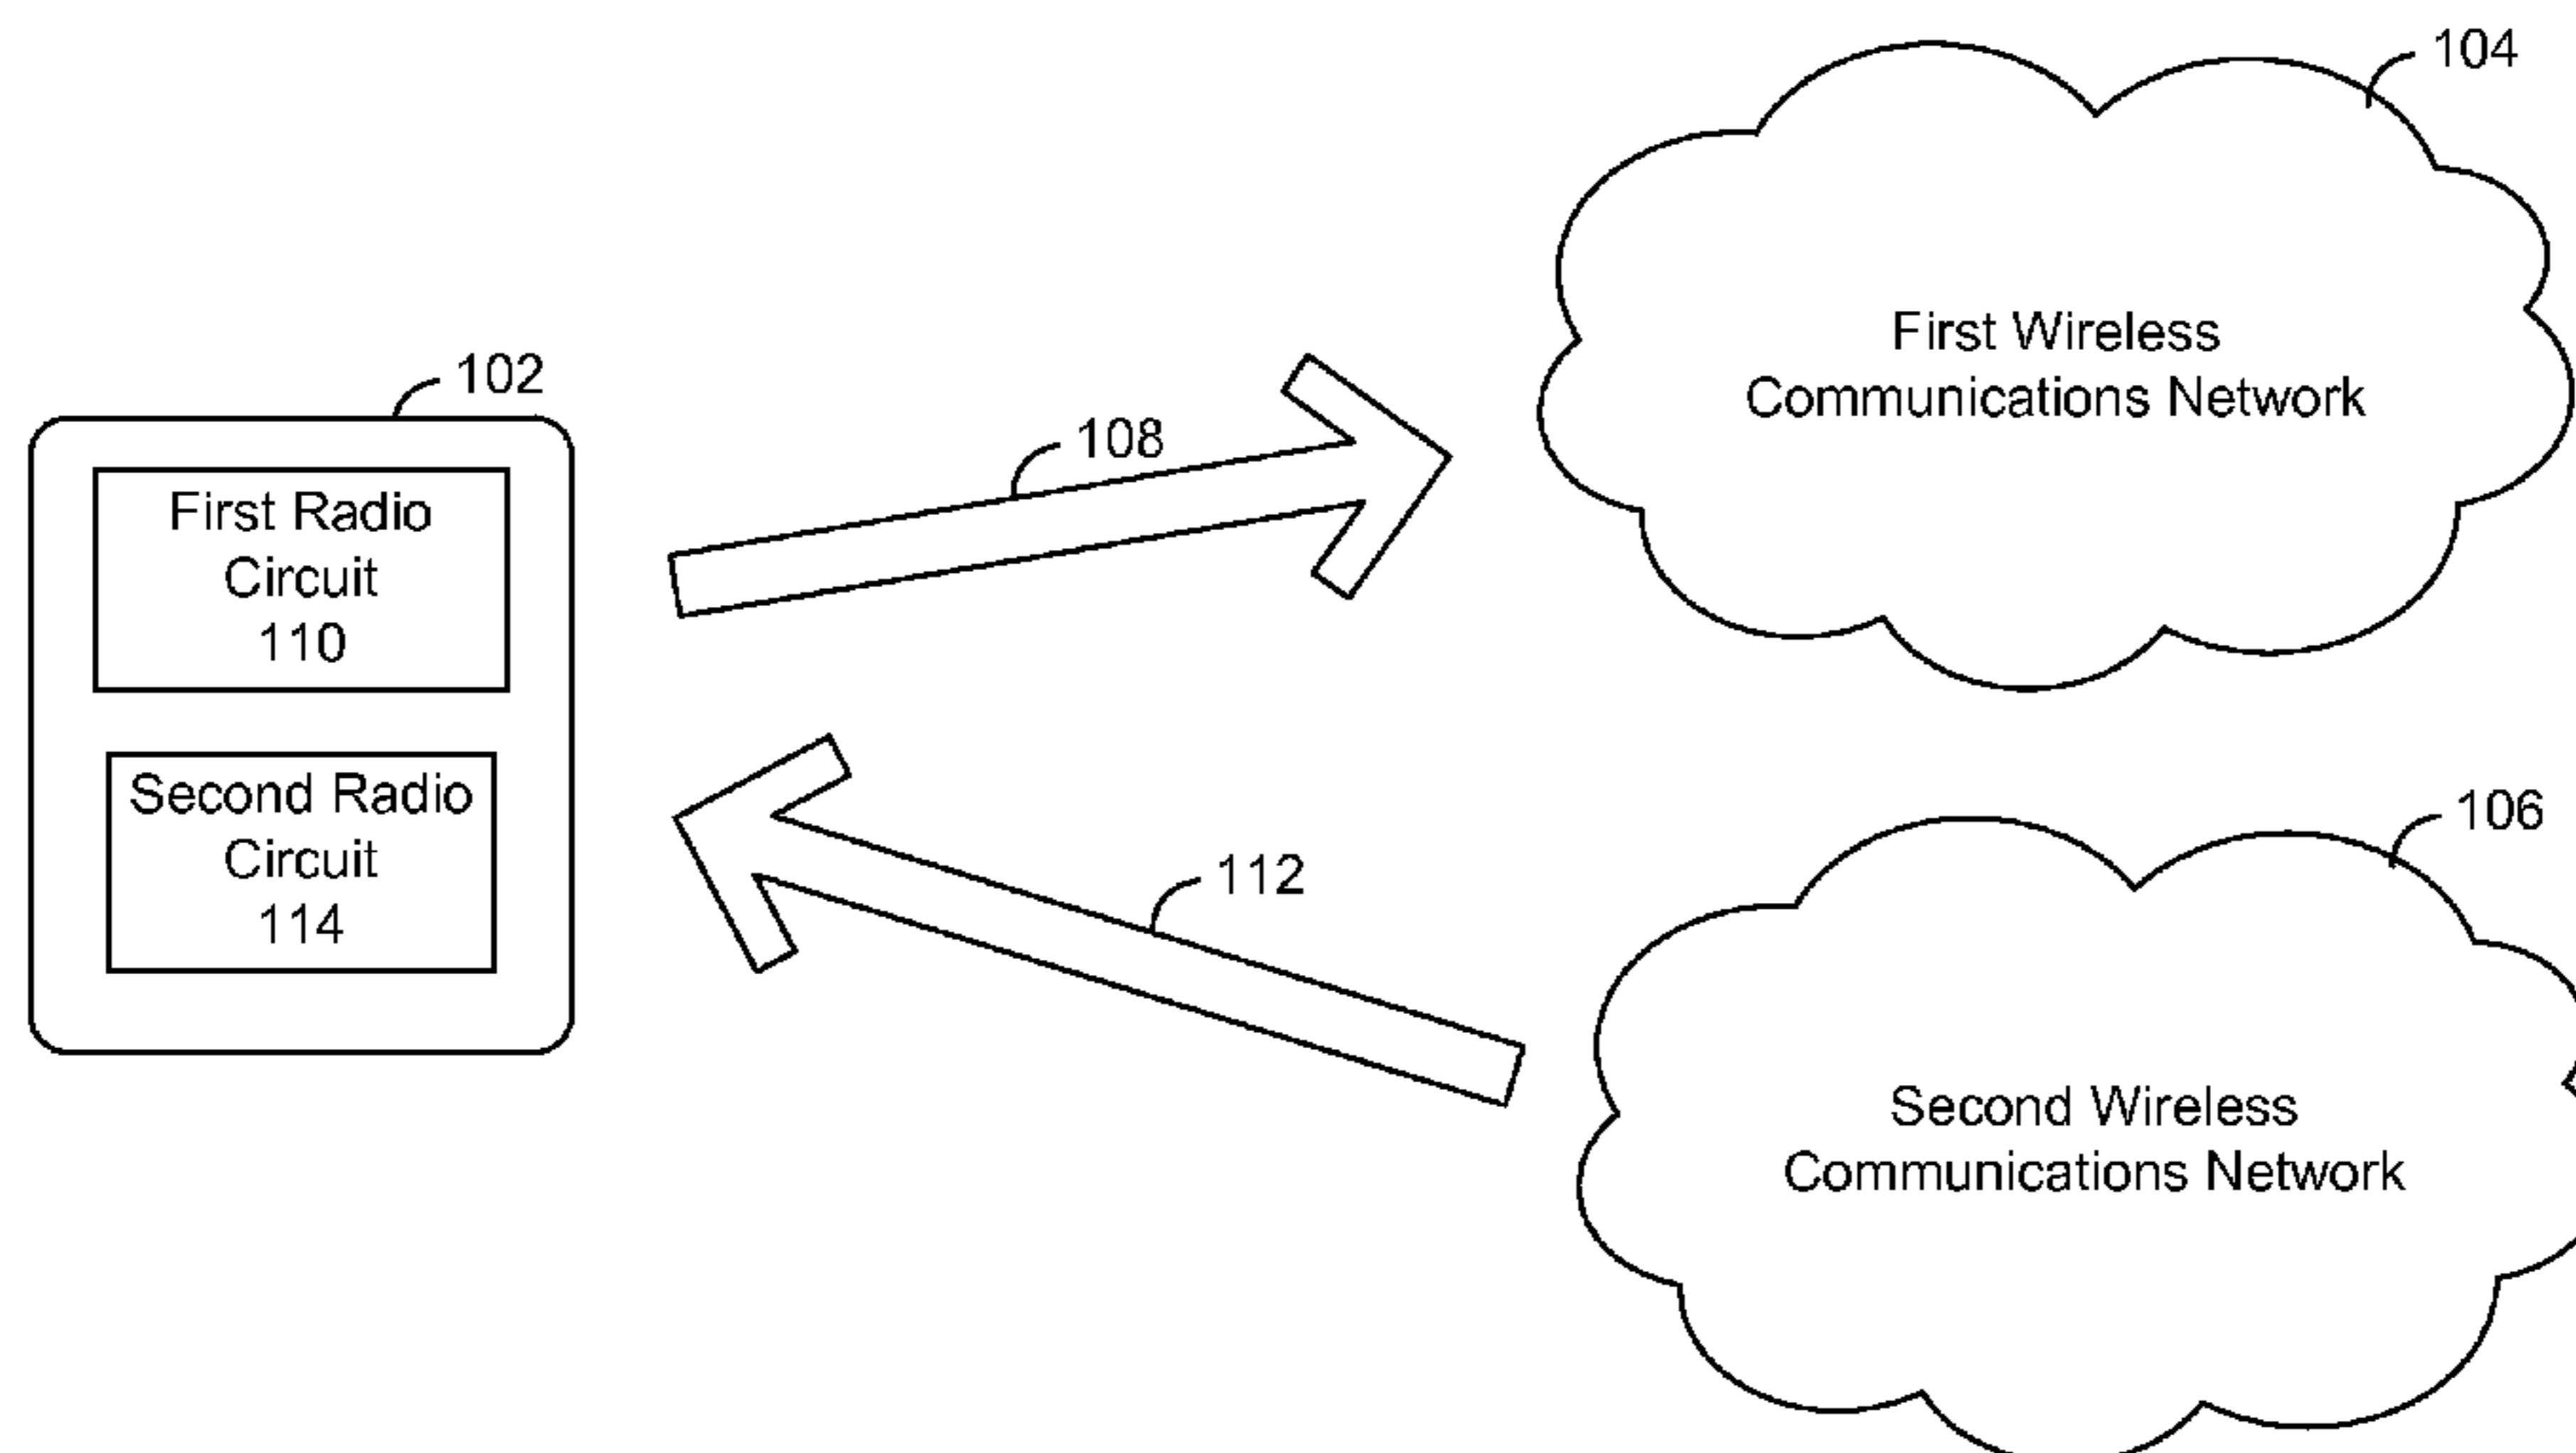 104
First Wireless
Communications Network
102
108
First Radio
Circuit
110
Second Radio
Circuit
114
112
106
Second Wireless
Communications Network